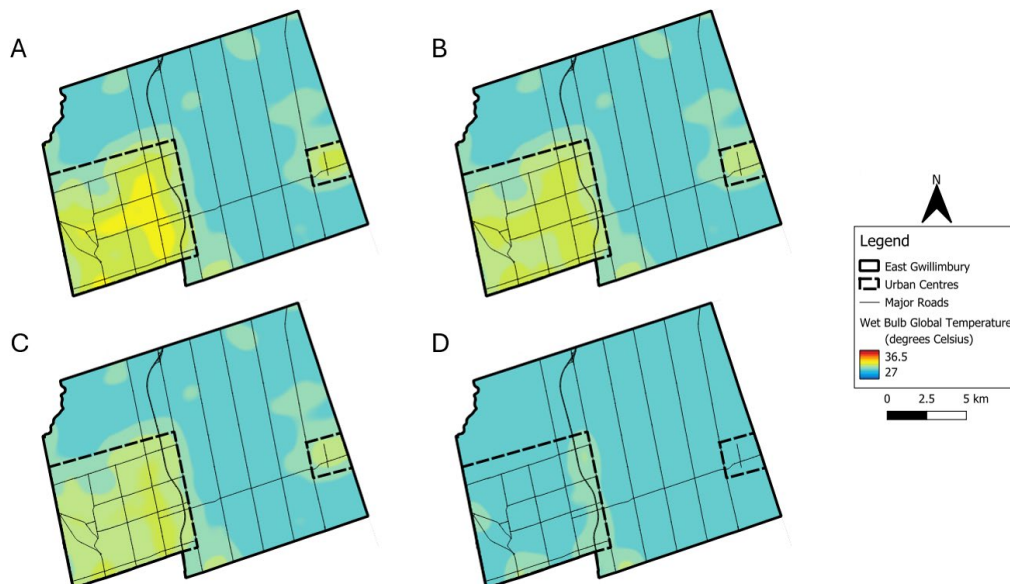 A
B
C
D
N
Legend
East Gwillimbury
Urban Centres
Major Roads
Wet Bulb Global Temperature
(degrees Celsius)
36.5
27
0 2.5 5 km